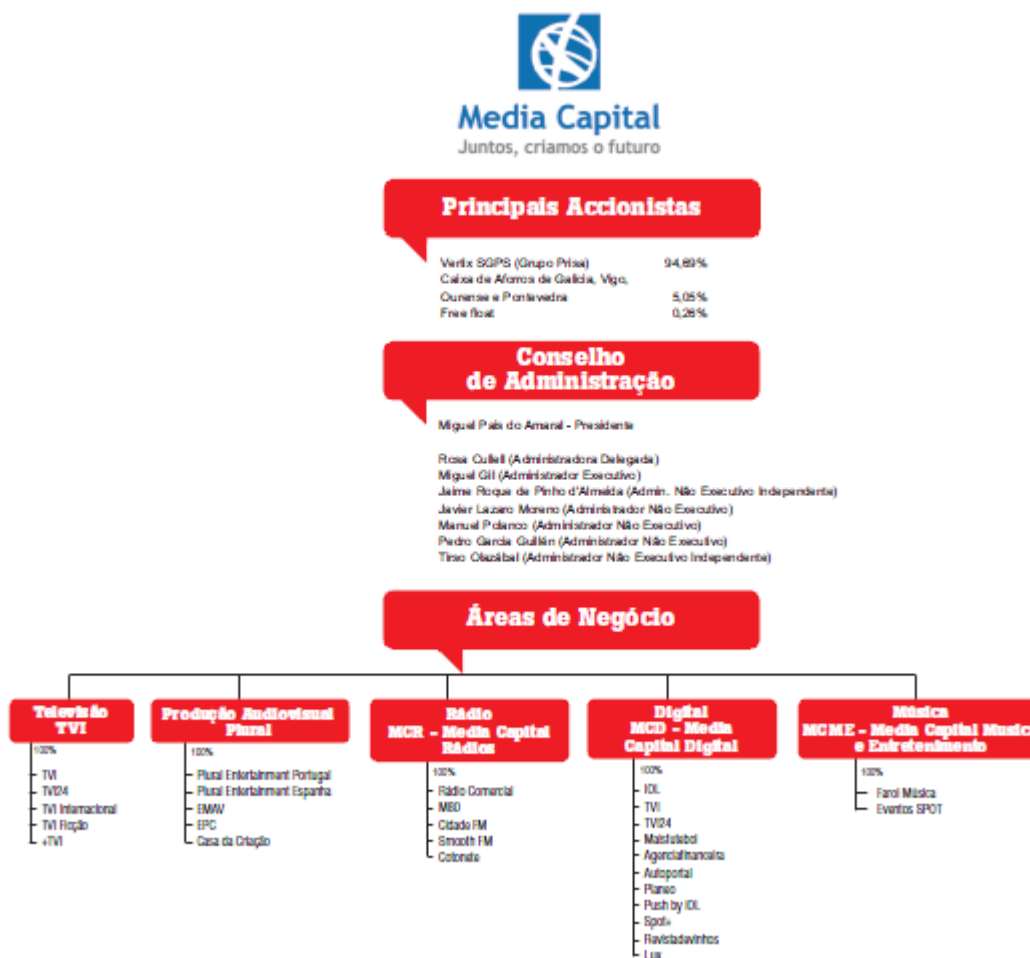 Media Capital
Juntos, criamos o futuro
Principais Accionistas
Vertix SGPS (Grupo Prisa) 94,69%
Caixa de Aforros de Galicia, Vigo,
Ourense e Pontevedra 5,05%
Free float 0,26%
Conselho
de Administração
Miguel Pais do Amaral - Presidente
Rosa Cullell (Administradora Delegada)
Miguel Gil (Administrador Executivo)
Jaime Roque de Pinho d'Almeida (Admin. Não Executivo Independente)
Javier Lazaro Moreno (Administrador Não Executivo)
Manuel Polanco (Administrador Não Executivo)
Pedro Garcia Guillén (Administrador Não Executivo)
Tirso Olazábal (Administrador Não Executivo Independente)
Áreas de Negócio
Televisão
TVI
100%
TVI
TVI24
TVI Internacional
TVI Ficção
+TVI
Produção Audiovisual
Plural
100%
Plural Entertainment Portugal
Plural Entertainment Espanha
EMAV
EPC
Casa da Criação
Rádio
MCR - Media Capital
Rádios
100%
Rádio Comercial
M80
Cidade FM
Smooth FM
Cotonete
Digital
MCD - Media
Capital Digital
100%
IOL
TVI
TVI24
Maisfutebol
Agenciafinanceira
Autoportal
Planeo
Push by IOL
Spot+
Revistadevinhos
Lux
Música
MCME - Media Capital Music
e Entretenimento
100%
Farol Música
Eventos SPOT